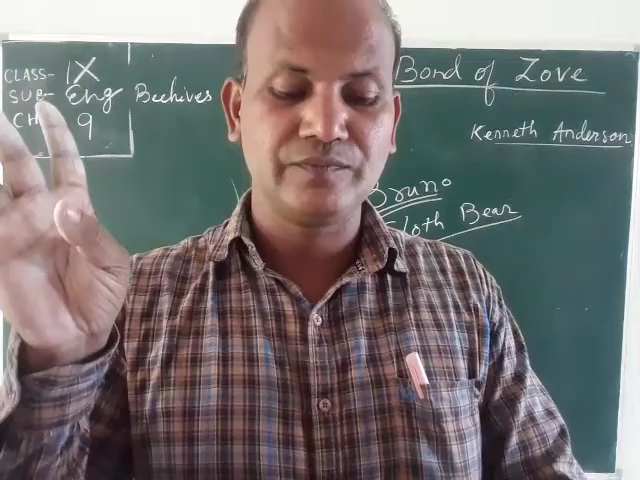 CLASS- IX
SUB- Eng Beehives
CH 9
Bond of Love
Kenneth Anderson
Bruno
Sloth Bear